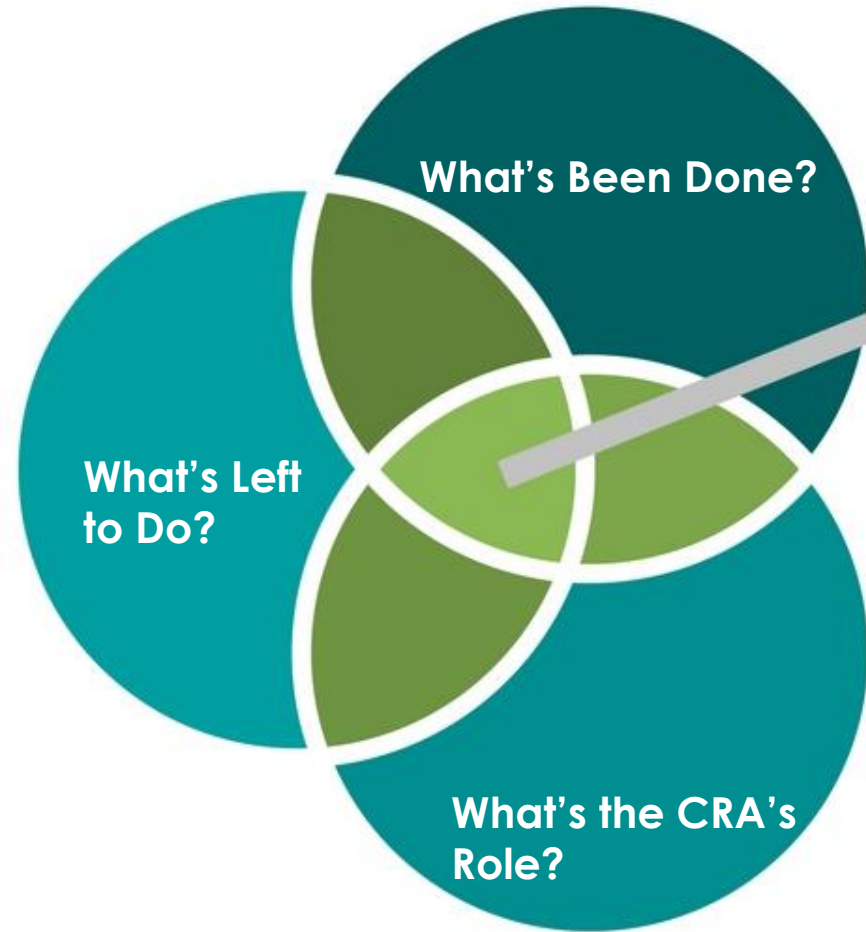 What’s Been Done?
What’s Left
to Do?
What’s the CRA’s
Role?